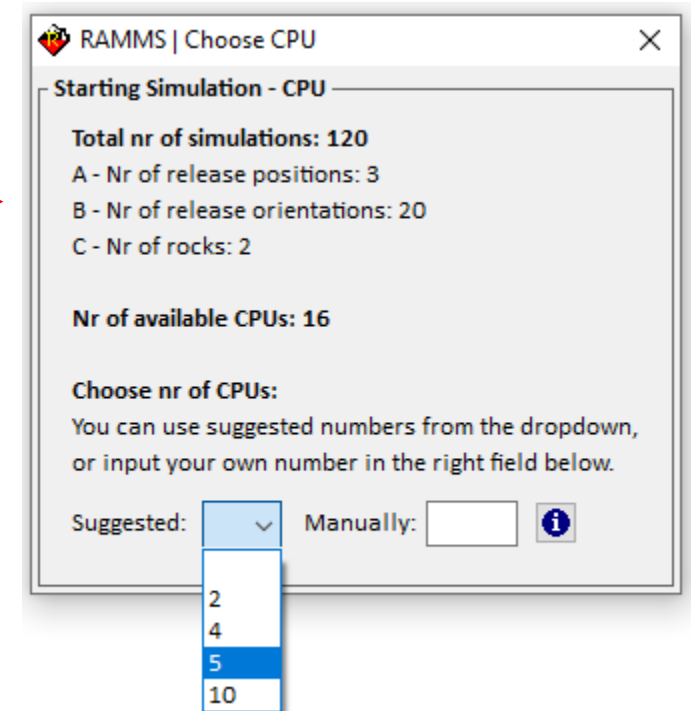 RAMMS | Choose CPU
Starting Simulation - CPU
Total nr of simulations: 120
A - Nr of release positions: 3
B - Nr of release orientations: 20
C - Nr of rocks: 2
Nr of available CPUs: 16
Choose nr of CPUs:
You can use suggested numbers from the dropdown,
or input your own number in the right field below.
Suggested: Manually:
2
4
5
10